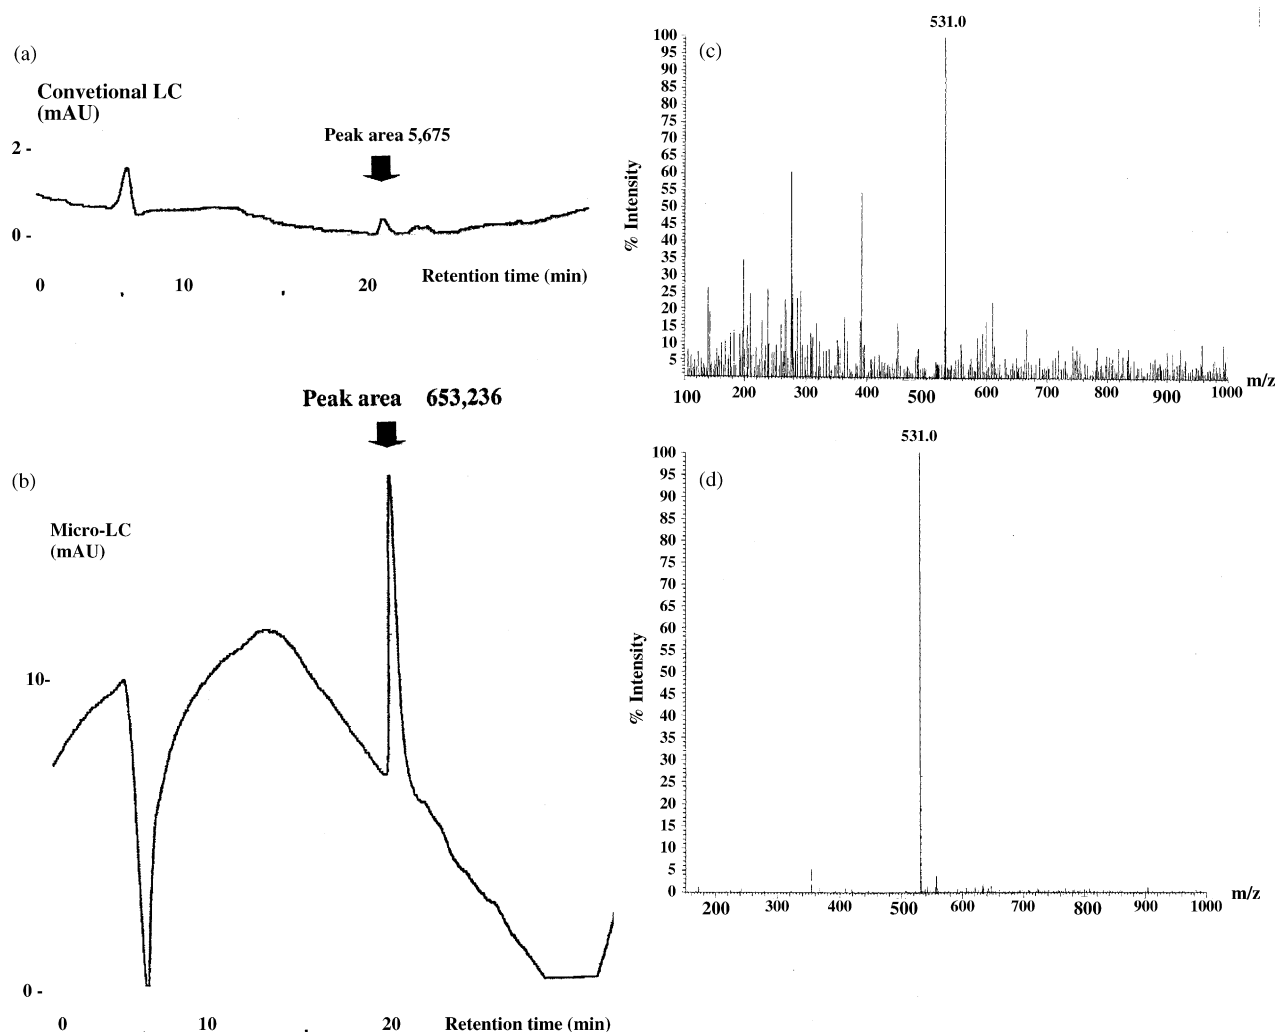 (a)
Convetional LC
(mAU)
Peak area 5,675
2 -
0 -
Retention time (min)
0 10 20
Peak area 653,236
(b)
Micro-LC
(mAU)
10-
0 -
0 10 20 Retention time (min)
531.0
(c)
100
95
90
85
80
75
70
65
60
55
50
45
40
35
30
25
20
15
10
5
% Intensity
m/z
100 200 300 400 500 600 700 800 900 1000
531.0
(d)
100
95
90
85
80
75
70
65
60
55
50
45
40
35
30
25
20
15
10
5
0
% Intensity
m/z
200 300 400 500 600 700 800 900 1000